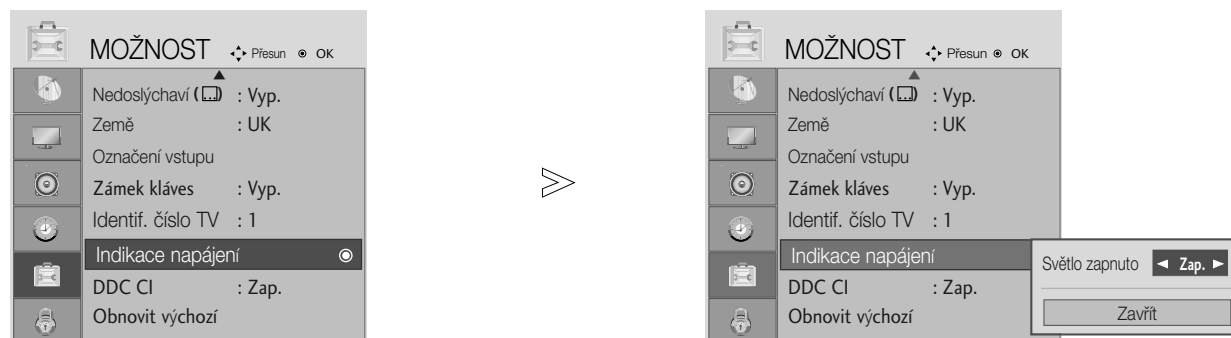 MOŽNOST Přesun OK
Nedoslýchaví ( ) : Vyp.
Země : UK
Označení vstupu
Zámek kláves : Vyp.
Identif. číslo TV : 1
Indikace napájení
DDC CI : Zap.
Obnovit výchozí
MOŽNOST Přesun OK
Nedoslýchaví ( ) : Vyp.
Země : UK
Označení vstupu
Zámek kláves : Vyp.
Identif. číslo TV : 1
Indikace napájení
DDC CI : Zap.
Obnovit výchozí
Světlo zapnuto ◄ Zap. ►
Zavřít